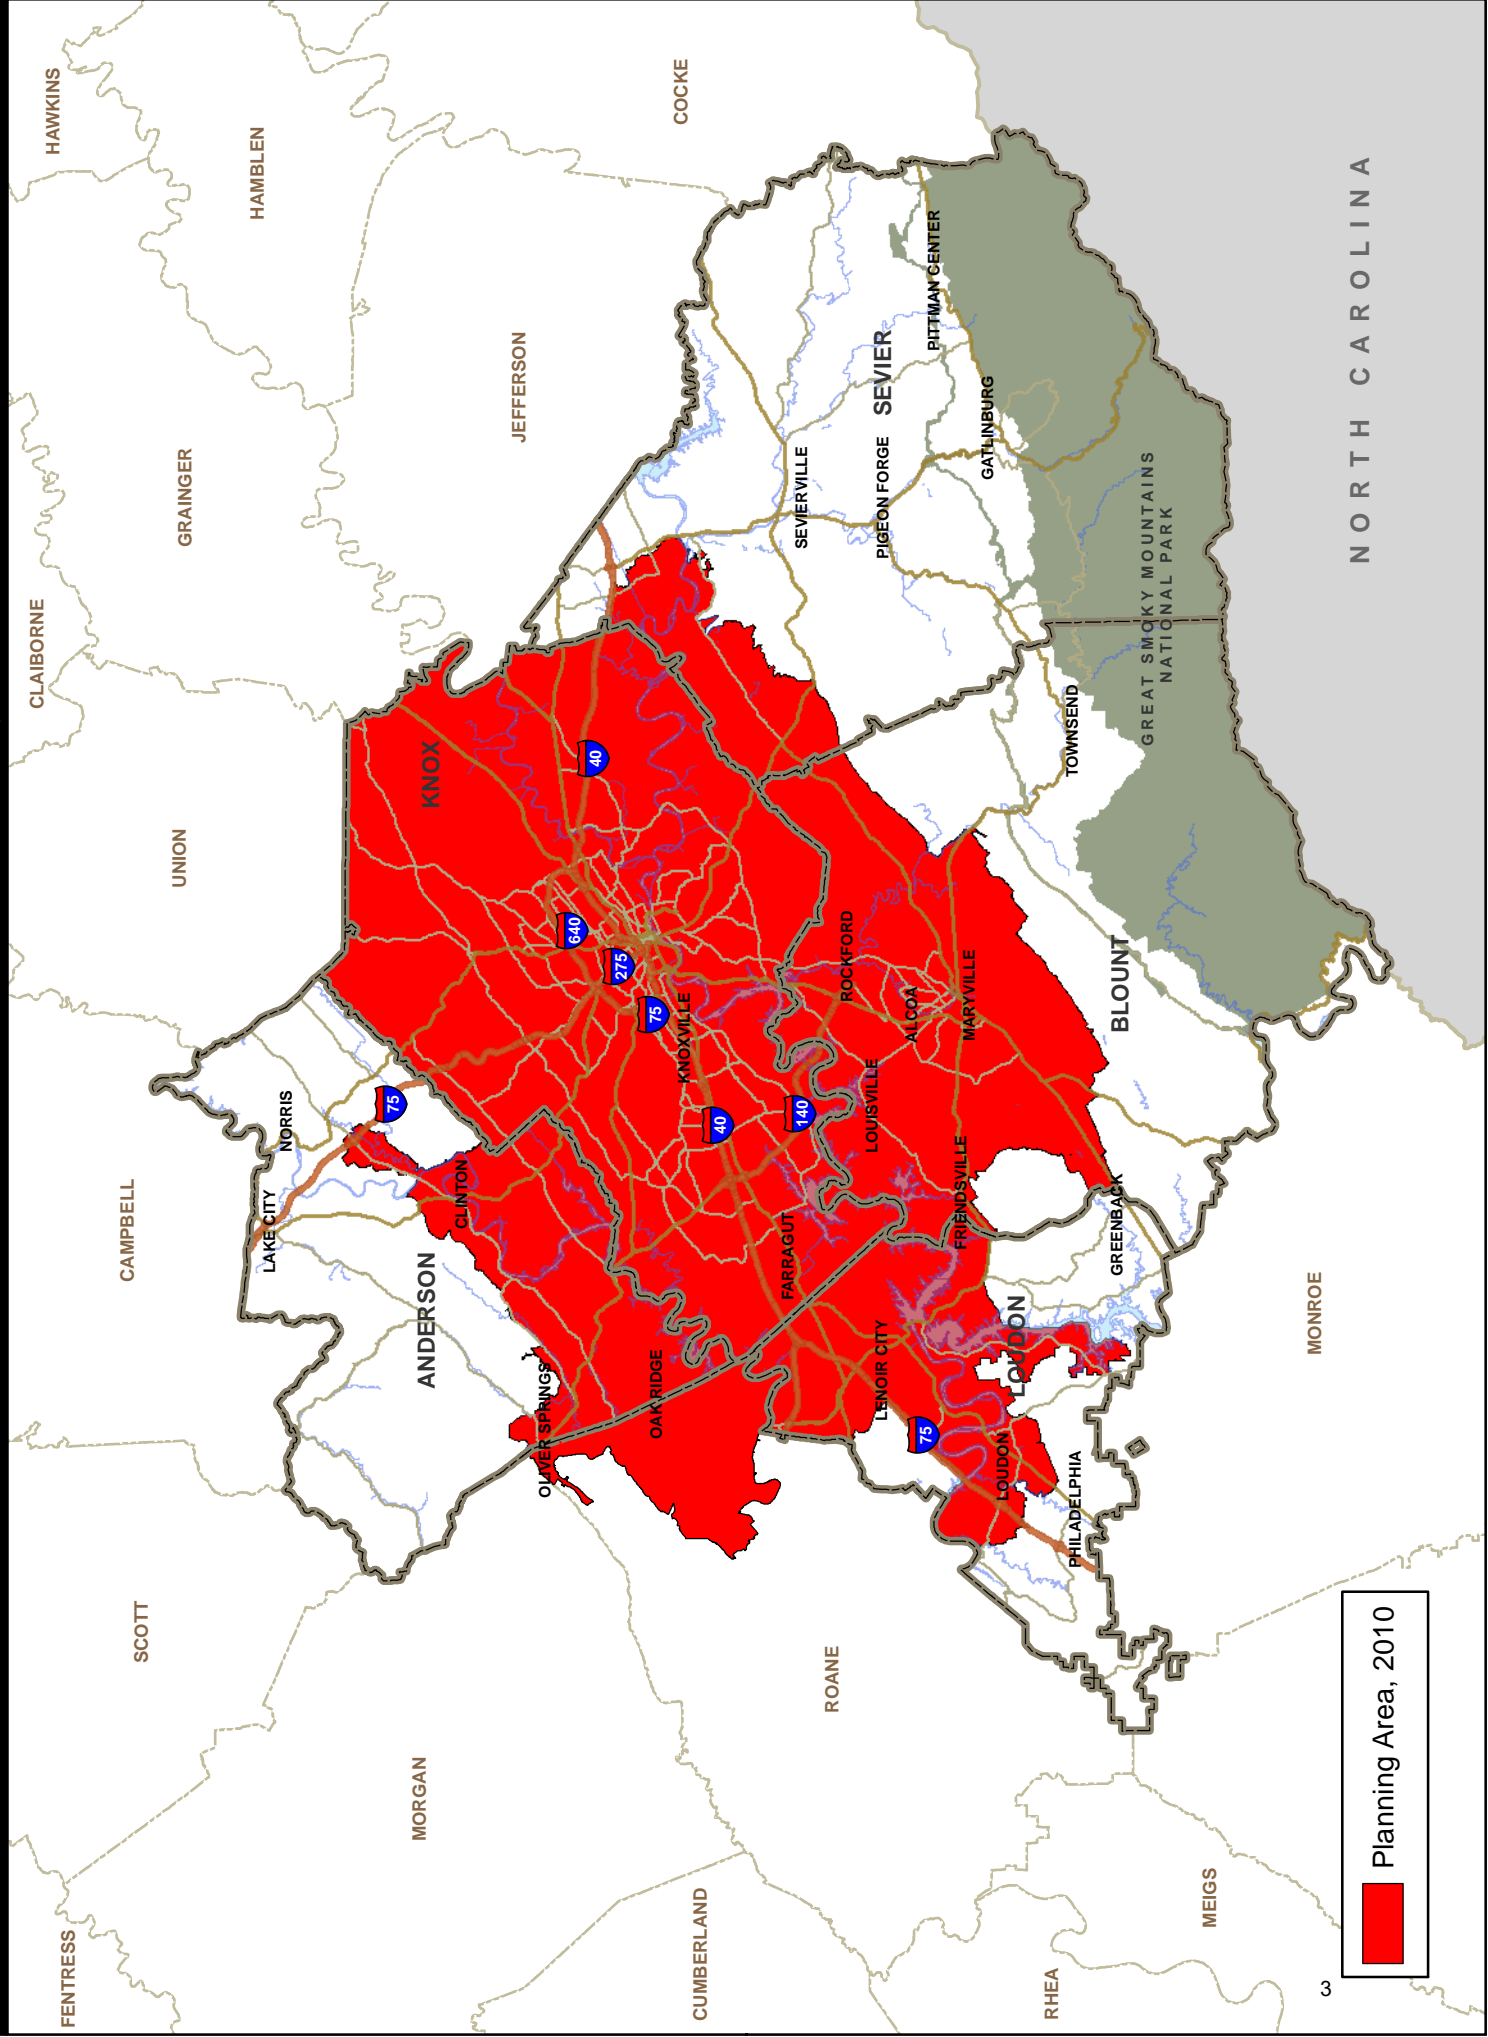 FENTRESS
SCOTT
CAMPBELL
UNION
CLAIBORNE
GRAINGER
HAWKINS
HAMBLEN
MORGAN
ANDERSON
LAKE CITY
NORRIS
75
CLINTON
KNOX
JEFFERSON
COCKE
OLIVER SPRINGS
OAK RIDGE
640
275
75
40
KNOXVILLE
40
140
CUMBERLAND
ROANE
FARRAGUT
LENOIR CITY
75
LOUISVILLE
ROCKFORD
ALCOA
MARYVILLE
FRIENDSVILLE
SEVIERVILLE
PIGEON FORGE
SEVIER
PITTMAN CENTER
GATLINBURG
TOWNSEND
LOUDON
LOUDON
PHILADELPHIA
GREENBACK
BLOUNT
GREAT SMOKY MOUNTAINS
NATIONAL PARK
RHEA
MEIGS
MONROE
NORTH CAROLINA
Planning Area, 2010
3